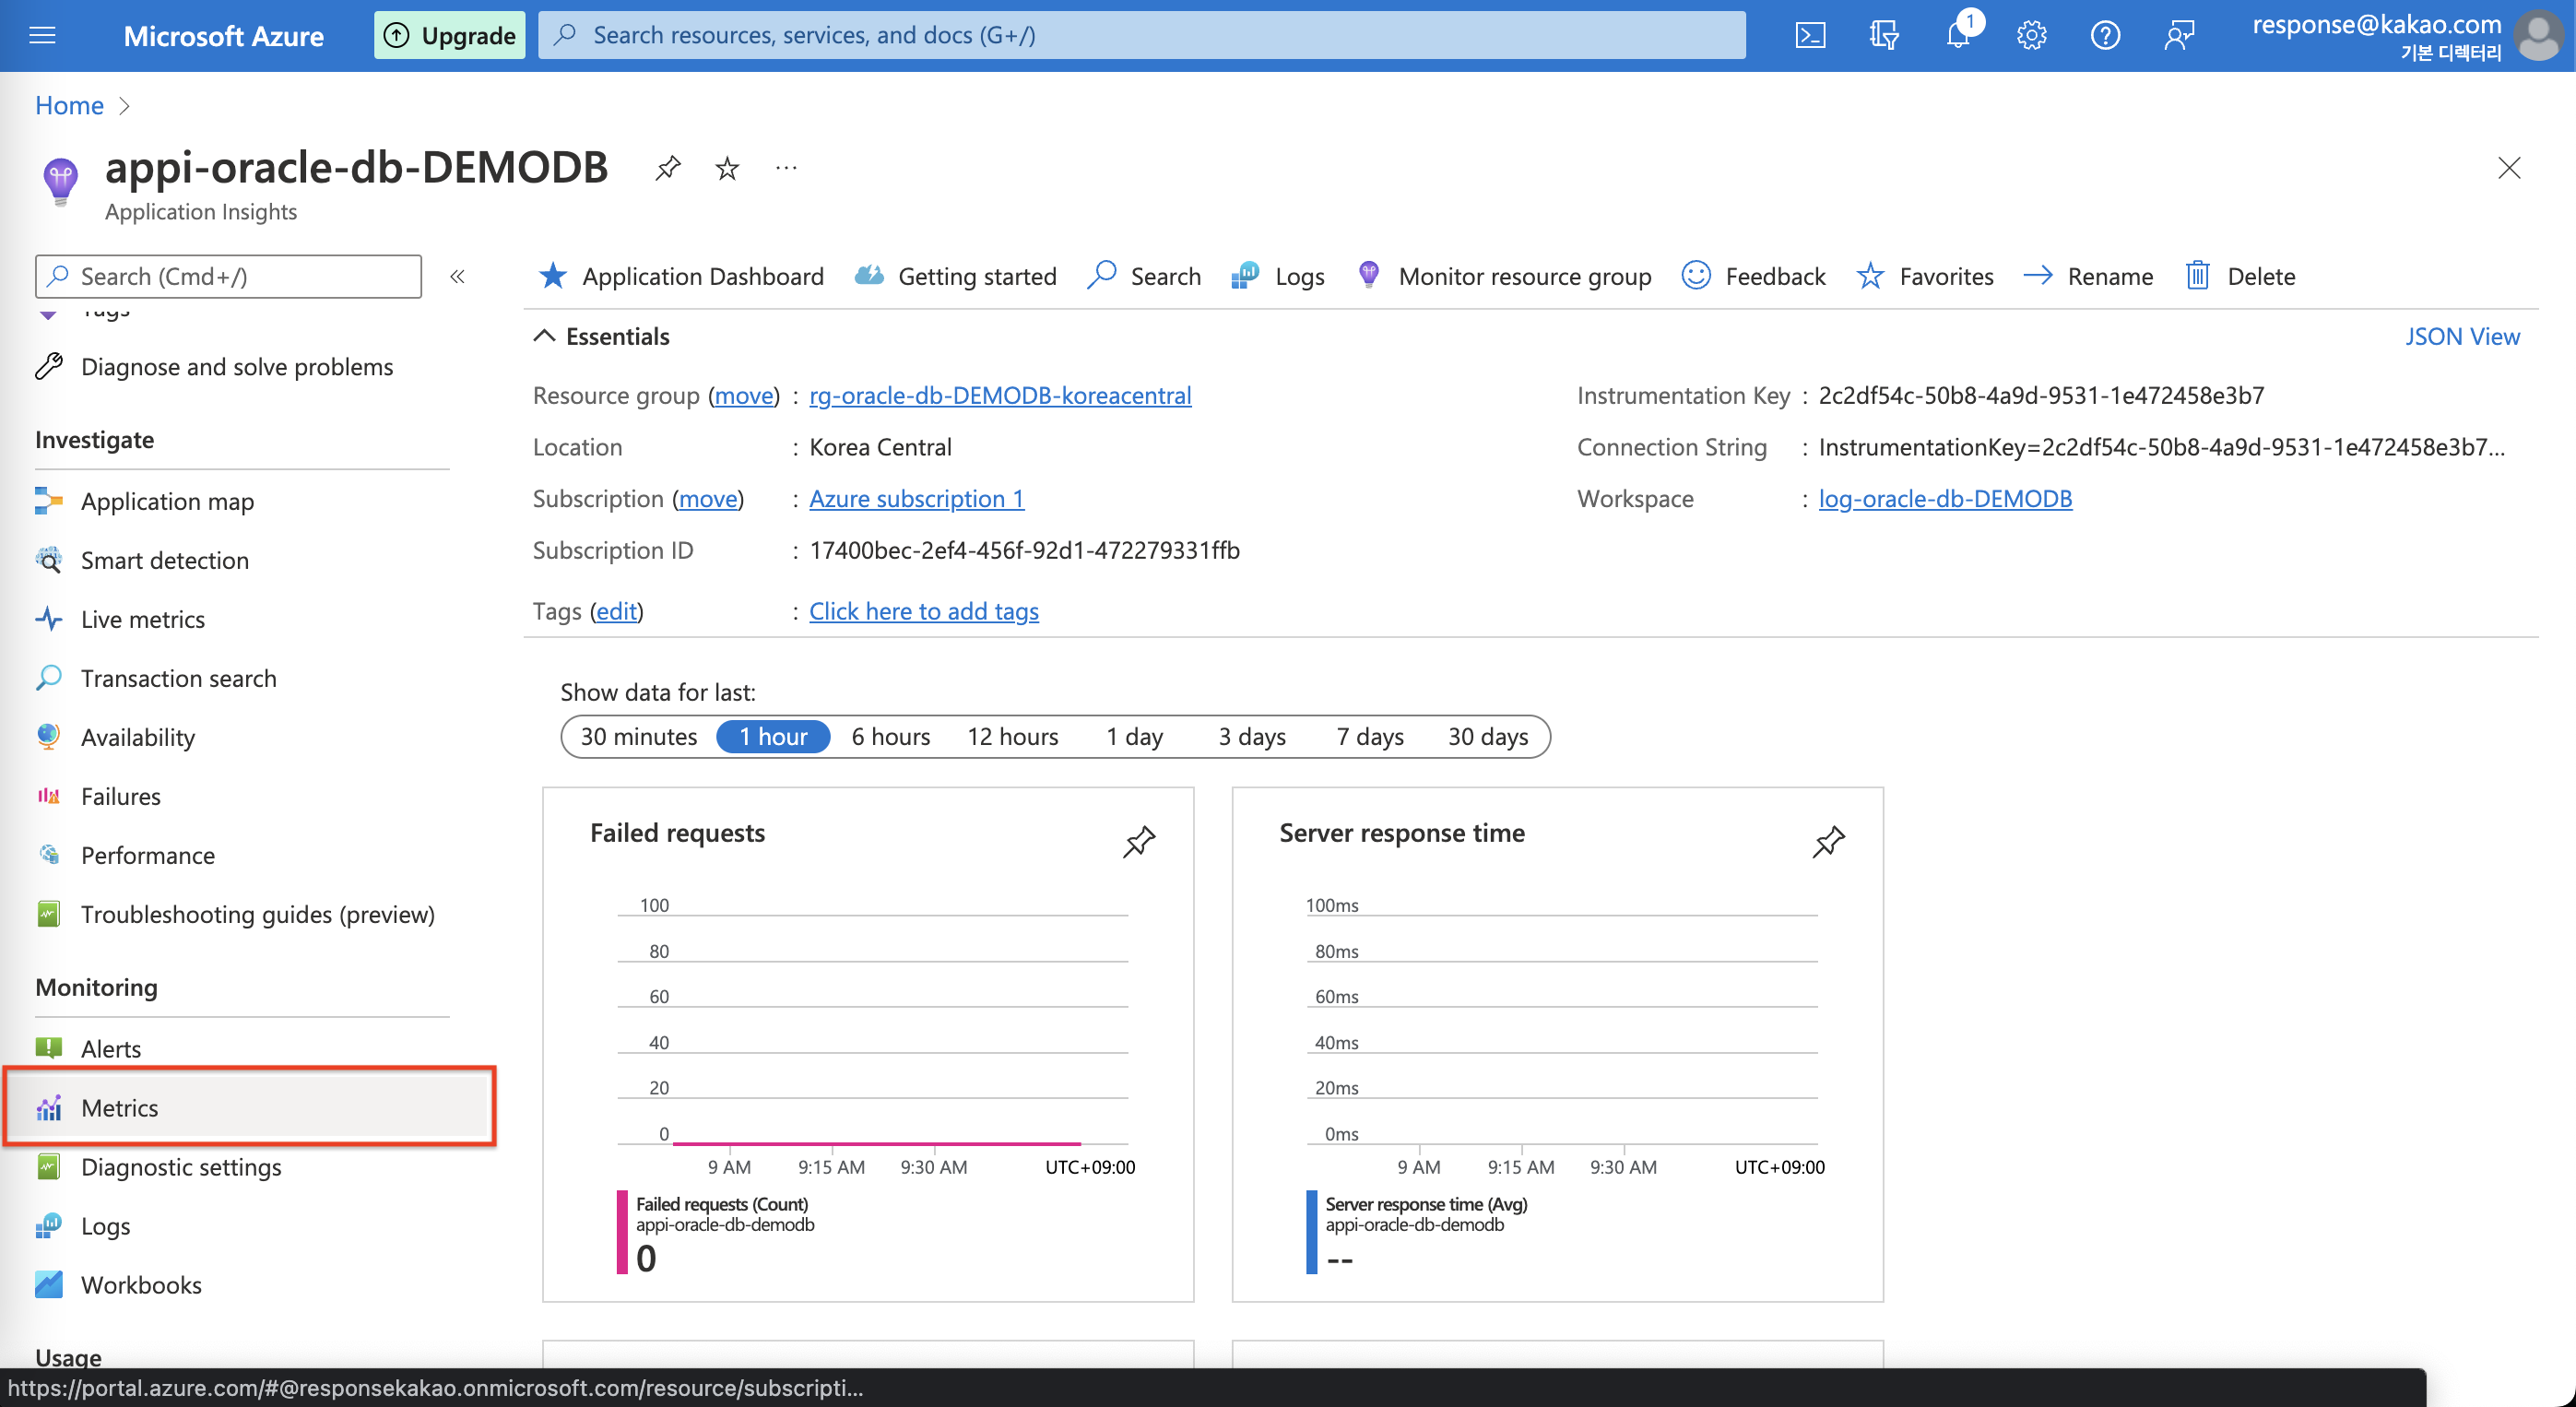 Microsoft Azure
Upgrade
Search resources, services, and docs (G+/)
1
response@kakao.com
기본 디렉터리
Home
appi-oracle-db-DEMODB
Application Insights
Search (Cmd+/)
Tags
Diagnose and solve problems
Investigate
Application map
Smart detection
Live metrics
Transaction search
Availability
Failures
Performance
Troubleshooting guides (preview)
Monitoring
Alerts
Metrics
Diagnostic settings
Logs
Workbooks
Usage
Application Dashboard Getting started Search Logs Monitor resource group Feedback Favorites Rename Delete
Essentials
JSON View
Resource group (move) : rg-oracle-db-DEMODB-koreacentral
Location : Korea Central
Subscription (move) : Azure subscription 1
Subscription ID : 17400bec-2ef4-456f-92d1-472279331ffb
Tags (edit) : Click here to add tags
Instrumentation Key : 2c2df54c-50b8-4a9d-9531-1e472458e3b7
Connection String : InstrumentationKey=2c2df54c-50b8-4a9d-9531-1e472458e3b7...
Workspace : log-oracle-db-DEMODB
Show data for last:
30 minutes 1 hour 6 hours 12 hours 1 day 3 days 7 days 30 days
Failed requests
100
80
60
40
20
0
9 AM 9:15 AM 9:30 AM UTC+09:00
Failed requests (Count)
appi-oracle-db-demodb
0
Server response time
100ms
80ms
60ms
40ms
20ms
0ms
9 AM 9:15 AM 9:30 AM UTC+09:00
Server response time (Avg)
appi-oracle-db-demodb
--
https://portal.azure.com/#@responsekakao.onmicrosoft.com/resource/subscripti...